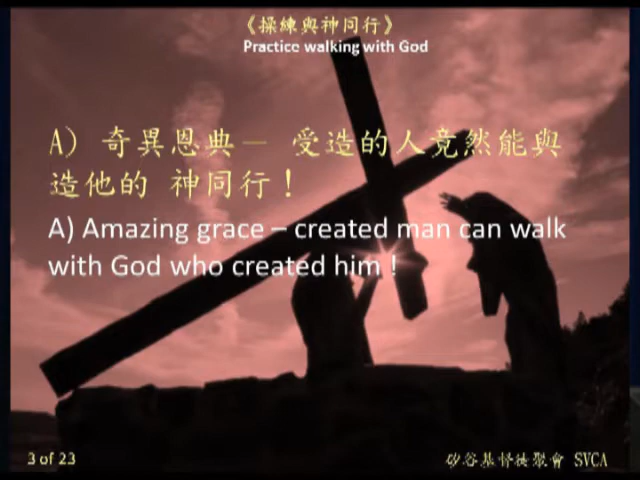 《操練與神同行》
Practice walking with God
A) 奇異恩典－ 受造的人竟然能與
造他的 神同行！
A) Amazing grace – created man can walk
with God who created him !
3 of 23
矽谷基督徒聚會 SVCA